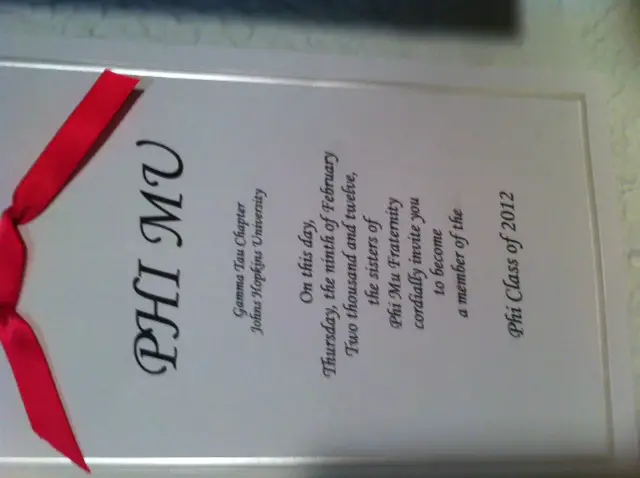 PHI MU
Gamma Tau Chapter
Johns Hopkins University
On this day,
Thursday, the ninth of February
Two thousand and twelve,
the sisters of
Phi Mu Fraternity
cordially invite you
to become
a member of the
Phi Class of 2012